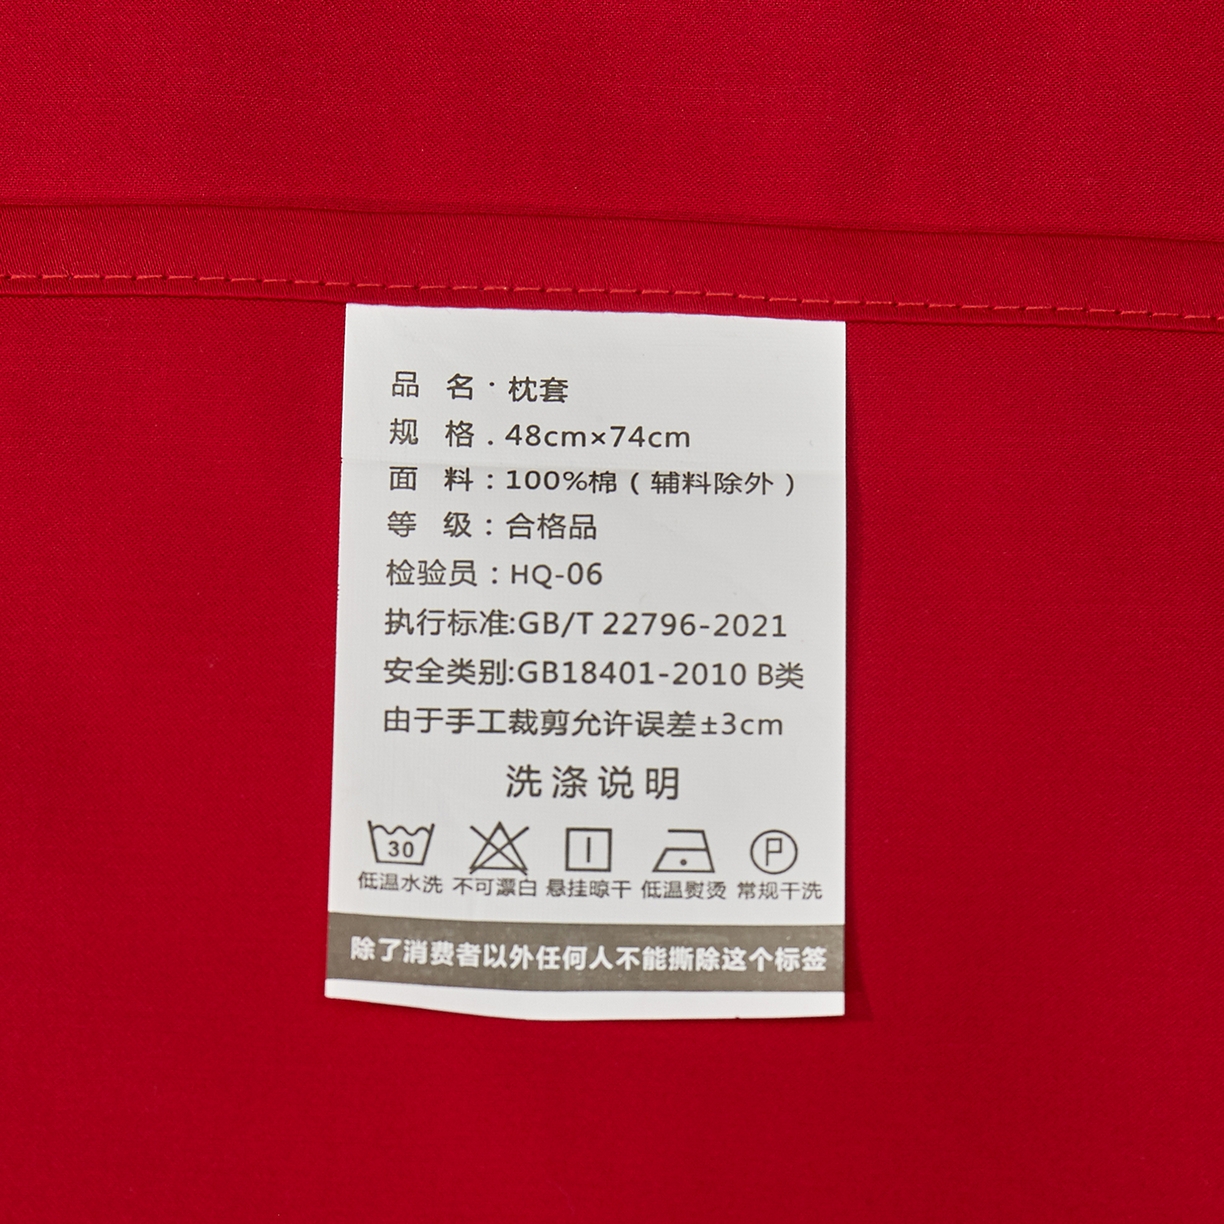 品 名·枕套
规 格.48cm×74cm
面 料:100%棉(辅料除外)
等 级:合格品
检验员:HQ-06
执行标准:GB/T 22796-2021
安全类别:GB18401-2010 B类
由于手工裁剪允许误差±3cm
洗涤说明
30 P
低温水洗 不可漂白 悬挂晾干 低温熨烫 常规干洗
除了消费者以外任何人不能撕除这个标签